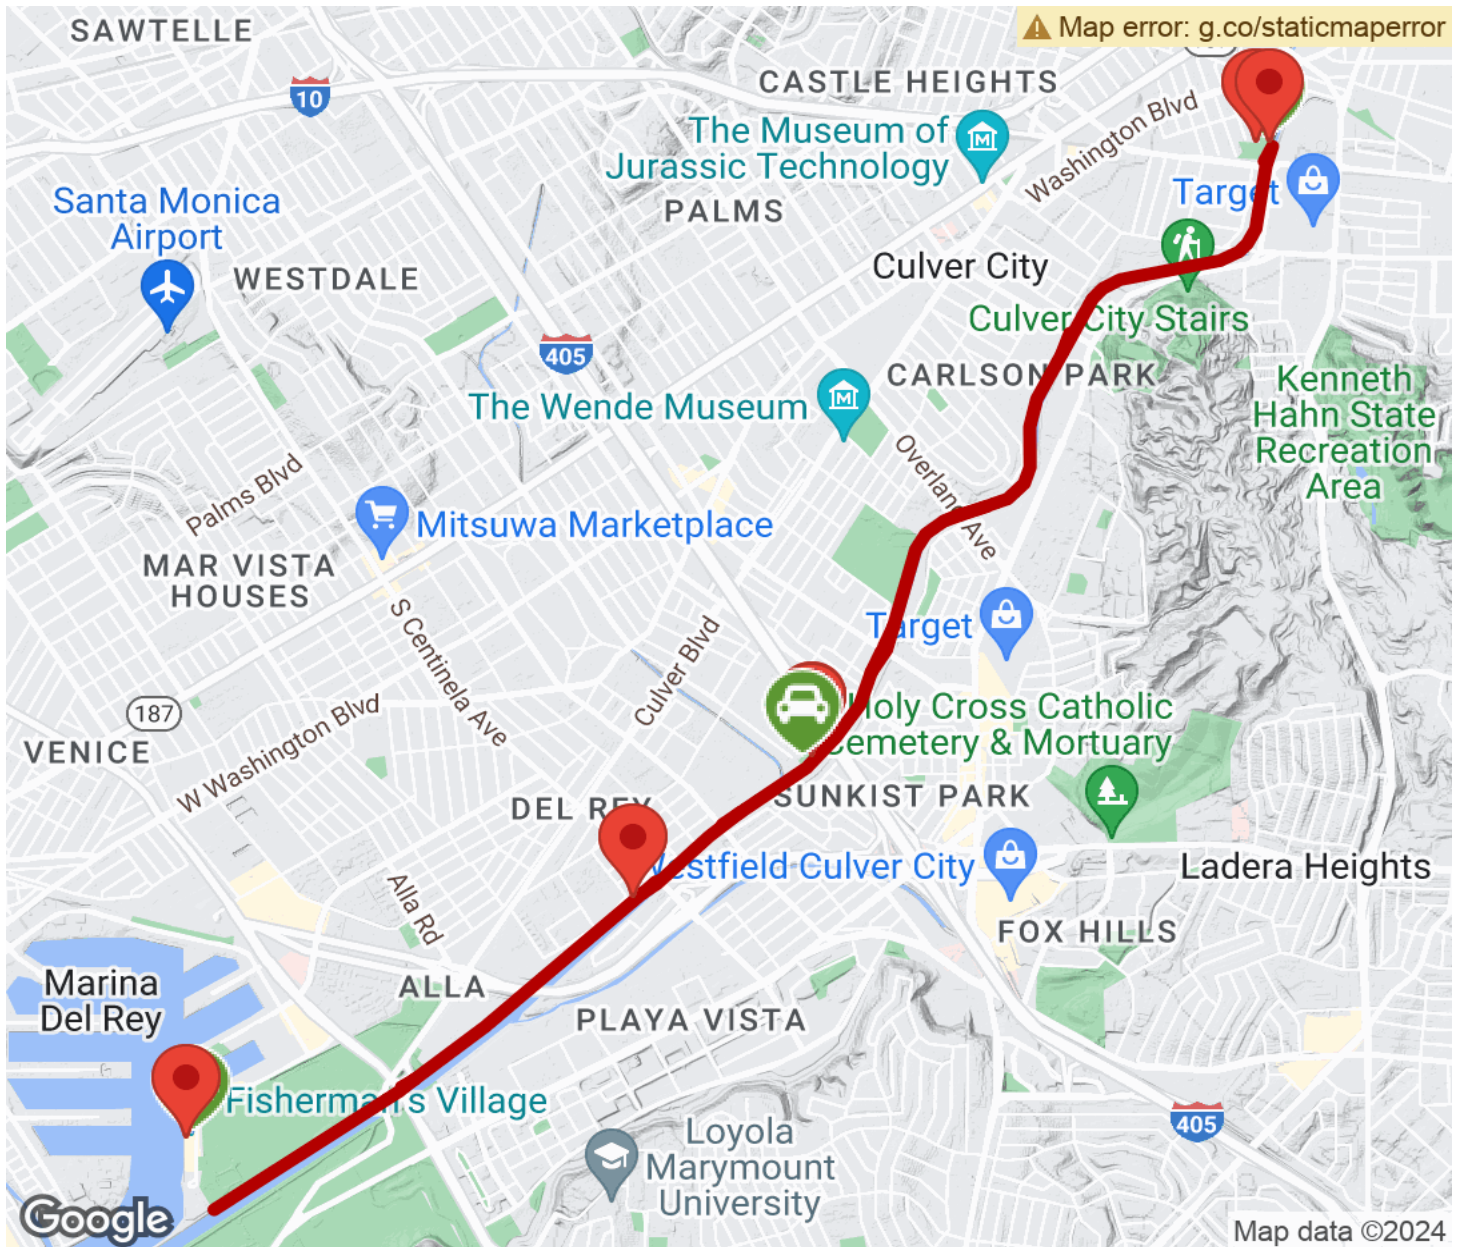 SAWTELLE
Map error: g.co/staticmaperror
10
CASTLE HEIGHTS
The Museum of
Jurassic Technology
Washington Blvd
PALMS
Target
Santa Monica
Airport
WESTDALE
Culver City
Culver City Stairs
405
CARLSON PARK
The Wende Museum
Kenneth
Hahn State
Recreation
Area
Overland Ave
Palms Blvd
Mitsuwa Marketplace
MAR VISTA
HOUSES
S Centinela Ave
Culver Blvd
Target
187
VENICE
W Washington Blvd
Holy Cross Catholic
Cemetery & Mortuary
DEL REY
SUNKIST PARK
Westfield Culver City
Ladera Heights
Alla Rd
FOX HILLS
Marina
Del Rey
ALLA
PLAYA VISTA
Fisherman's Village
405
Loyola
Marymount
University
Google
Map data ©2024